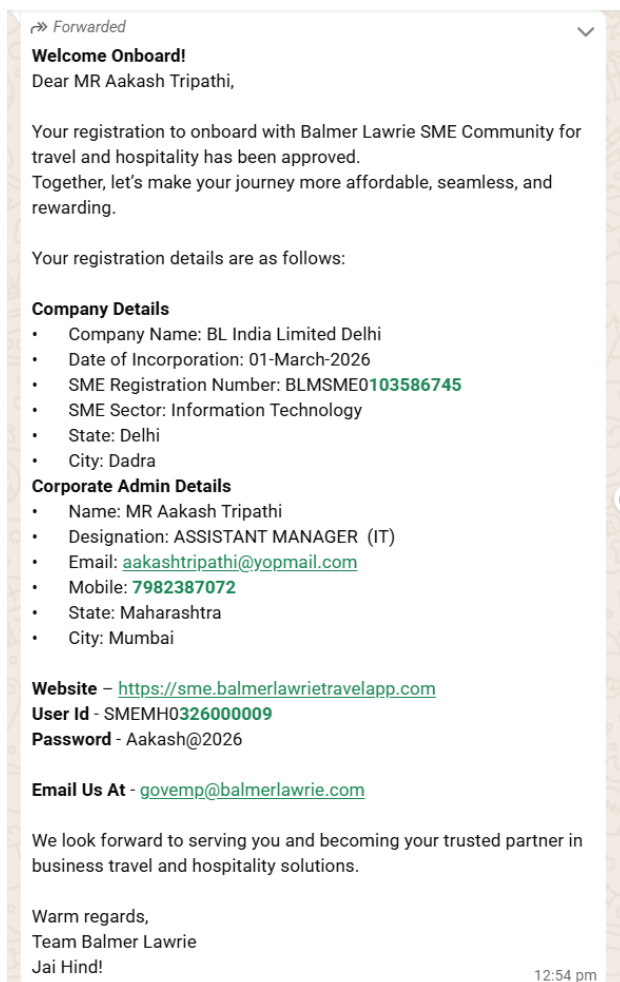 Forwarded
Welcome Onboard!
Dear MR Aakash Tripathi,
Your registration to onboard with Balmer Lawrie SME Community for
travel and hospitality has been approved.
Together, let's make your journey more affordable, seamless, and
rewarding.
Your registration details are as follows:
Company Details
• Company Name: BL India Limited Delhi
• Date of Incorporation: 01-March-2026
• SME Registration Number: BLMSME0103586745
• SME Sector: Information Technology
• State: Delhi
• City: Dadra
Corporate Admin Details
• Name: MR Aakash Tripathi
• Designation: ASSISTANT MANAGER (IT)
• Email: aakashtripathi@yopmail.com
• Mobile: 7982387072
• State: Maharashtra
• City: Mumbai
Website – https://sme.balmerlawrietravelapp.com
User Id - SMEMH0326000009
Password - Aakash@2026
Email Us At - govemp@balmerlawrie.com
We look forward to serving you and becoming your trusted partner in
business travel and hospitality solutions.
Warm regards,
Team Balmer Lawrie
Jai Hind!
12:54 pm